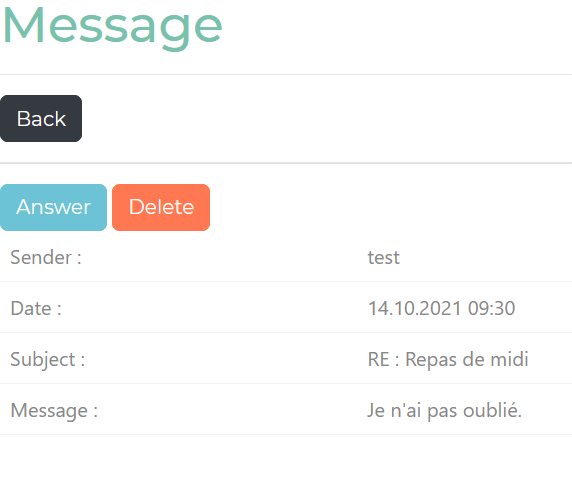 Message
Back
Answer Delete
Sender : test
Date : 14.10.2021 09:30
Subject : RE : Repas de midi
Message : Je n'ai pas oublié.